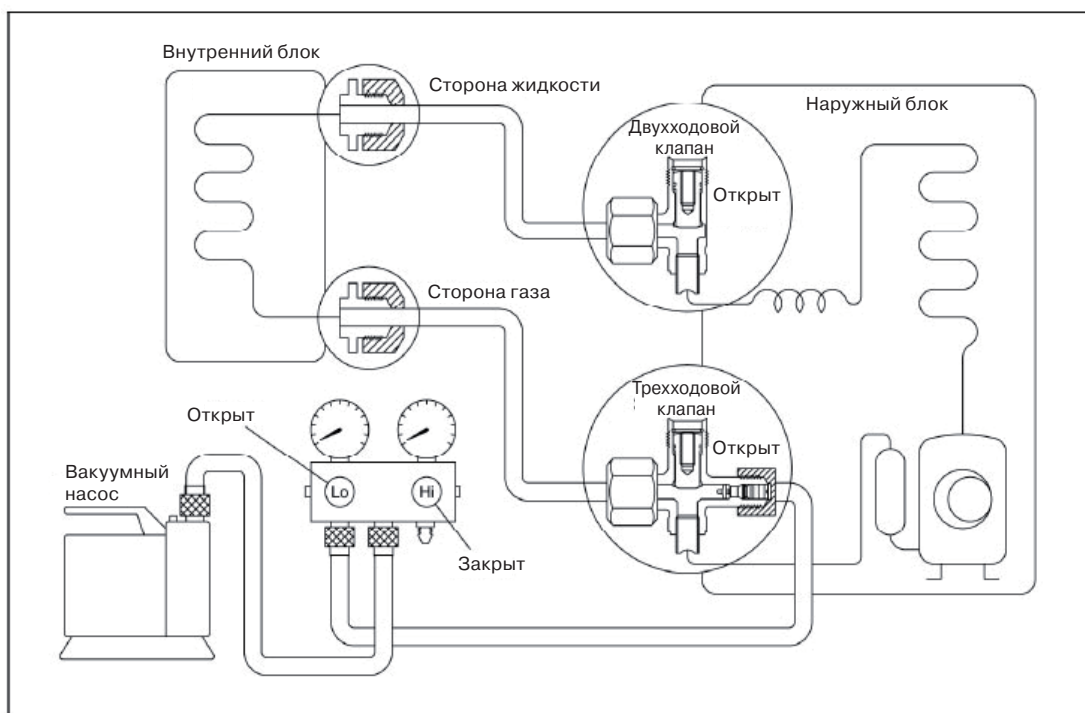 Внутренний блок
Сторона жидкости
Наружный блок
Двухходовой
клапан
Открыт
Сторона газа
Трехходовой
клапан
Открыт
Открыт
Вакуумный
насос
Lo
Hi
Закрыт